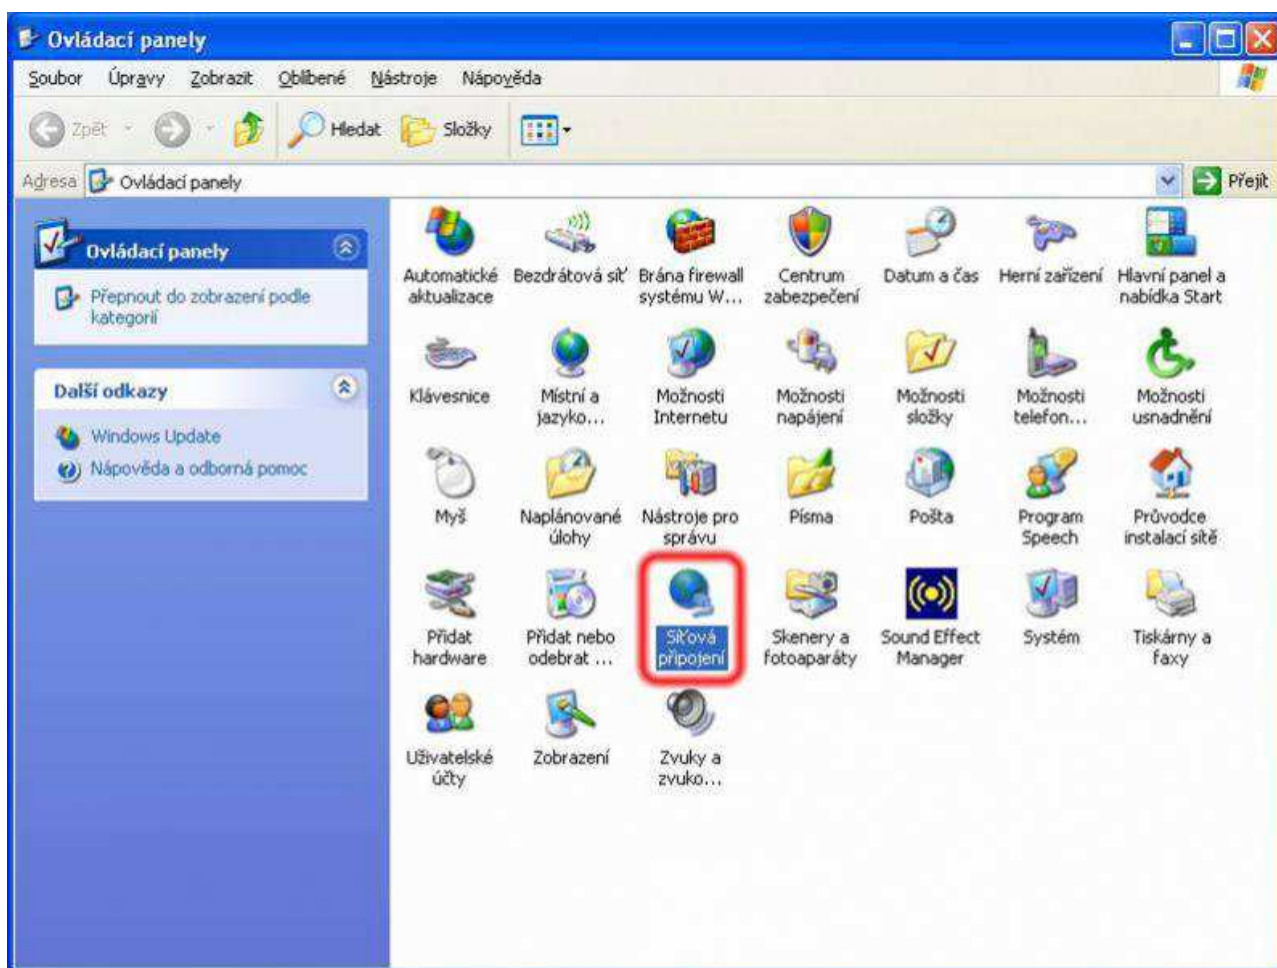 Ovládací panely
Soubor Úpravy Zobrazit Oblíbené Nástroje Nápověda
Zpět Hledat Složky
Adresa Ovládací panely Přejít
Ovládací panely
Přepnout do zobrazení podle
kategorií
Další odkazy
Windows Update
Nápověda a odborná pomoc
Automatické
aktualizace
Bezdrátová síť
Brána firewall
systému W...
Centrum
zabezpečení
Datum a čas
Herní zařízení
Hlavní panel a
nabídka Start
Klávesnice
Místní a
jazyko...
Možnosti
Internetu
Možnosti
napájení
Možnosti
složky
Možnosti
telefon...
Možnosti
usnadnění
Myš
Naplánované
úlohy
Nástroje pro
správu
Písma
Pošta
Program
Speech
Průvodce
instalací sítě
Přidat
hardware
Přidat nebo
odebrat ...
Síťová
připojení
Skenery a
fotoaparáty
Sound Effect
Manager
Systém
Tiskárny a
faxy
Uživatelské
účty
Zobrazení
Zvuky a
zvuko...